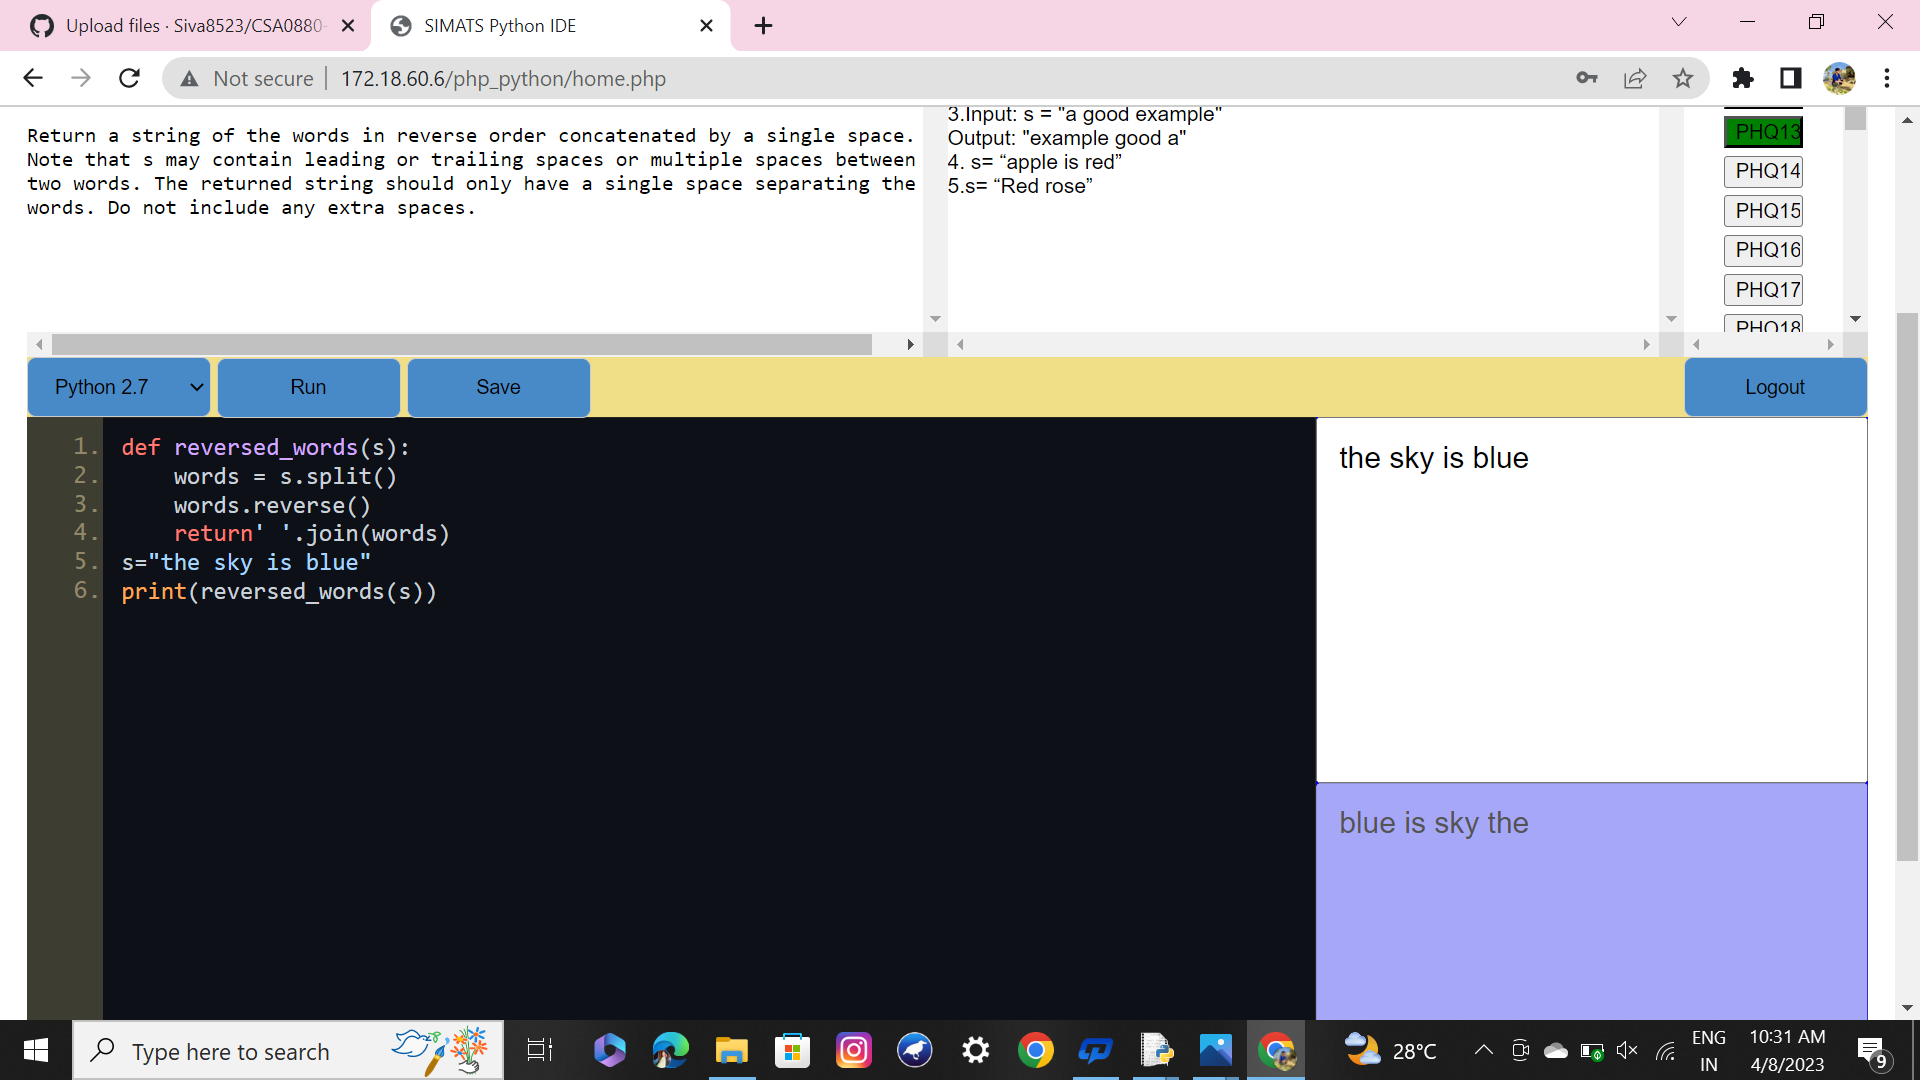 Upload files · Siva8523/CSA0880-
SIMATS Python IDE
Not secure
172.18.60.6/php_python/home.php
Return a string of the words in reverse order concatenated by a single space.
Note that s may contain leading or trailing spaces or multiple spaces between
two words. The returned string should only have a single space separating the
words. Do not include any extra spaces.
3.Input: s = "a good example"
Output: "example good a"
4. s= “apple is red”
5.s= “Red rose”
PHQ13
PHQ14
PHQ15
PHQ16
PHQ17
PHQ18
Python 2.7
Run
Save
Logout
1. def reversed_words(s):
2. words = s.split()
3. words.reverse()
4. return' '.join(words)
5. s="the sky is blue"
6. print(reversed_words(s))
the sky is blue
blue is sky the
Type here to search
28°C
ENG
IN
10:31 AM
4/8/2023
9